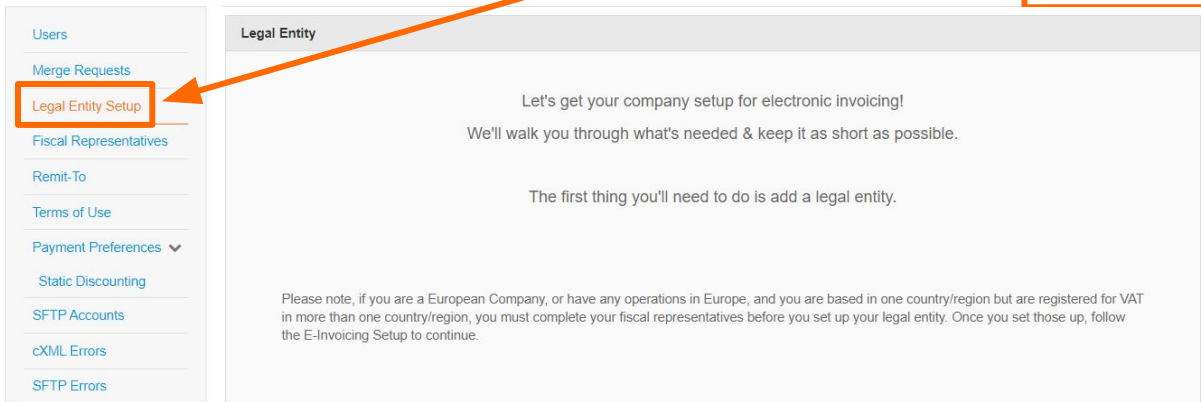 Users
Merge Requests
Legal Entity Setup
Fiscal Representatives
Remit-To
Terms of Use
Payment Preferences
Static Discounting
SFTP Accounts
cXML Errors
SFTP Errors
Legal Entity
Let's get your company setup for electronic invoicing!
We'll walk you through what's needed & keep it as short as possible.
The first thing you'll need to do is add a legal entity.
Please note, if you are a European Company, or have any operations in Europe, and you are based in one country/region but are registered for VAT
in more than one country/region, you must complete your fiscal representatives before you set up your legal entity. Once you set those up, follow
the E-Invoicing Setup to continue.